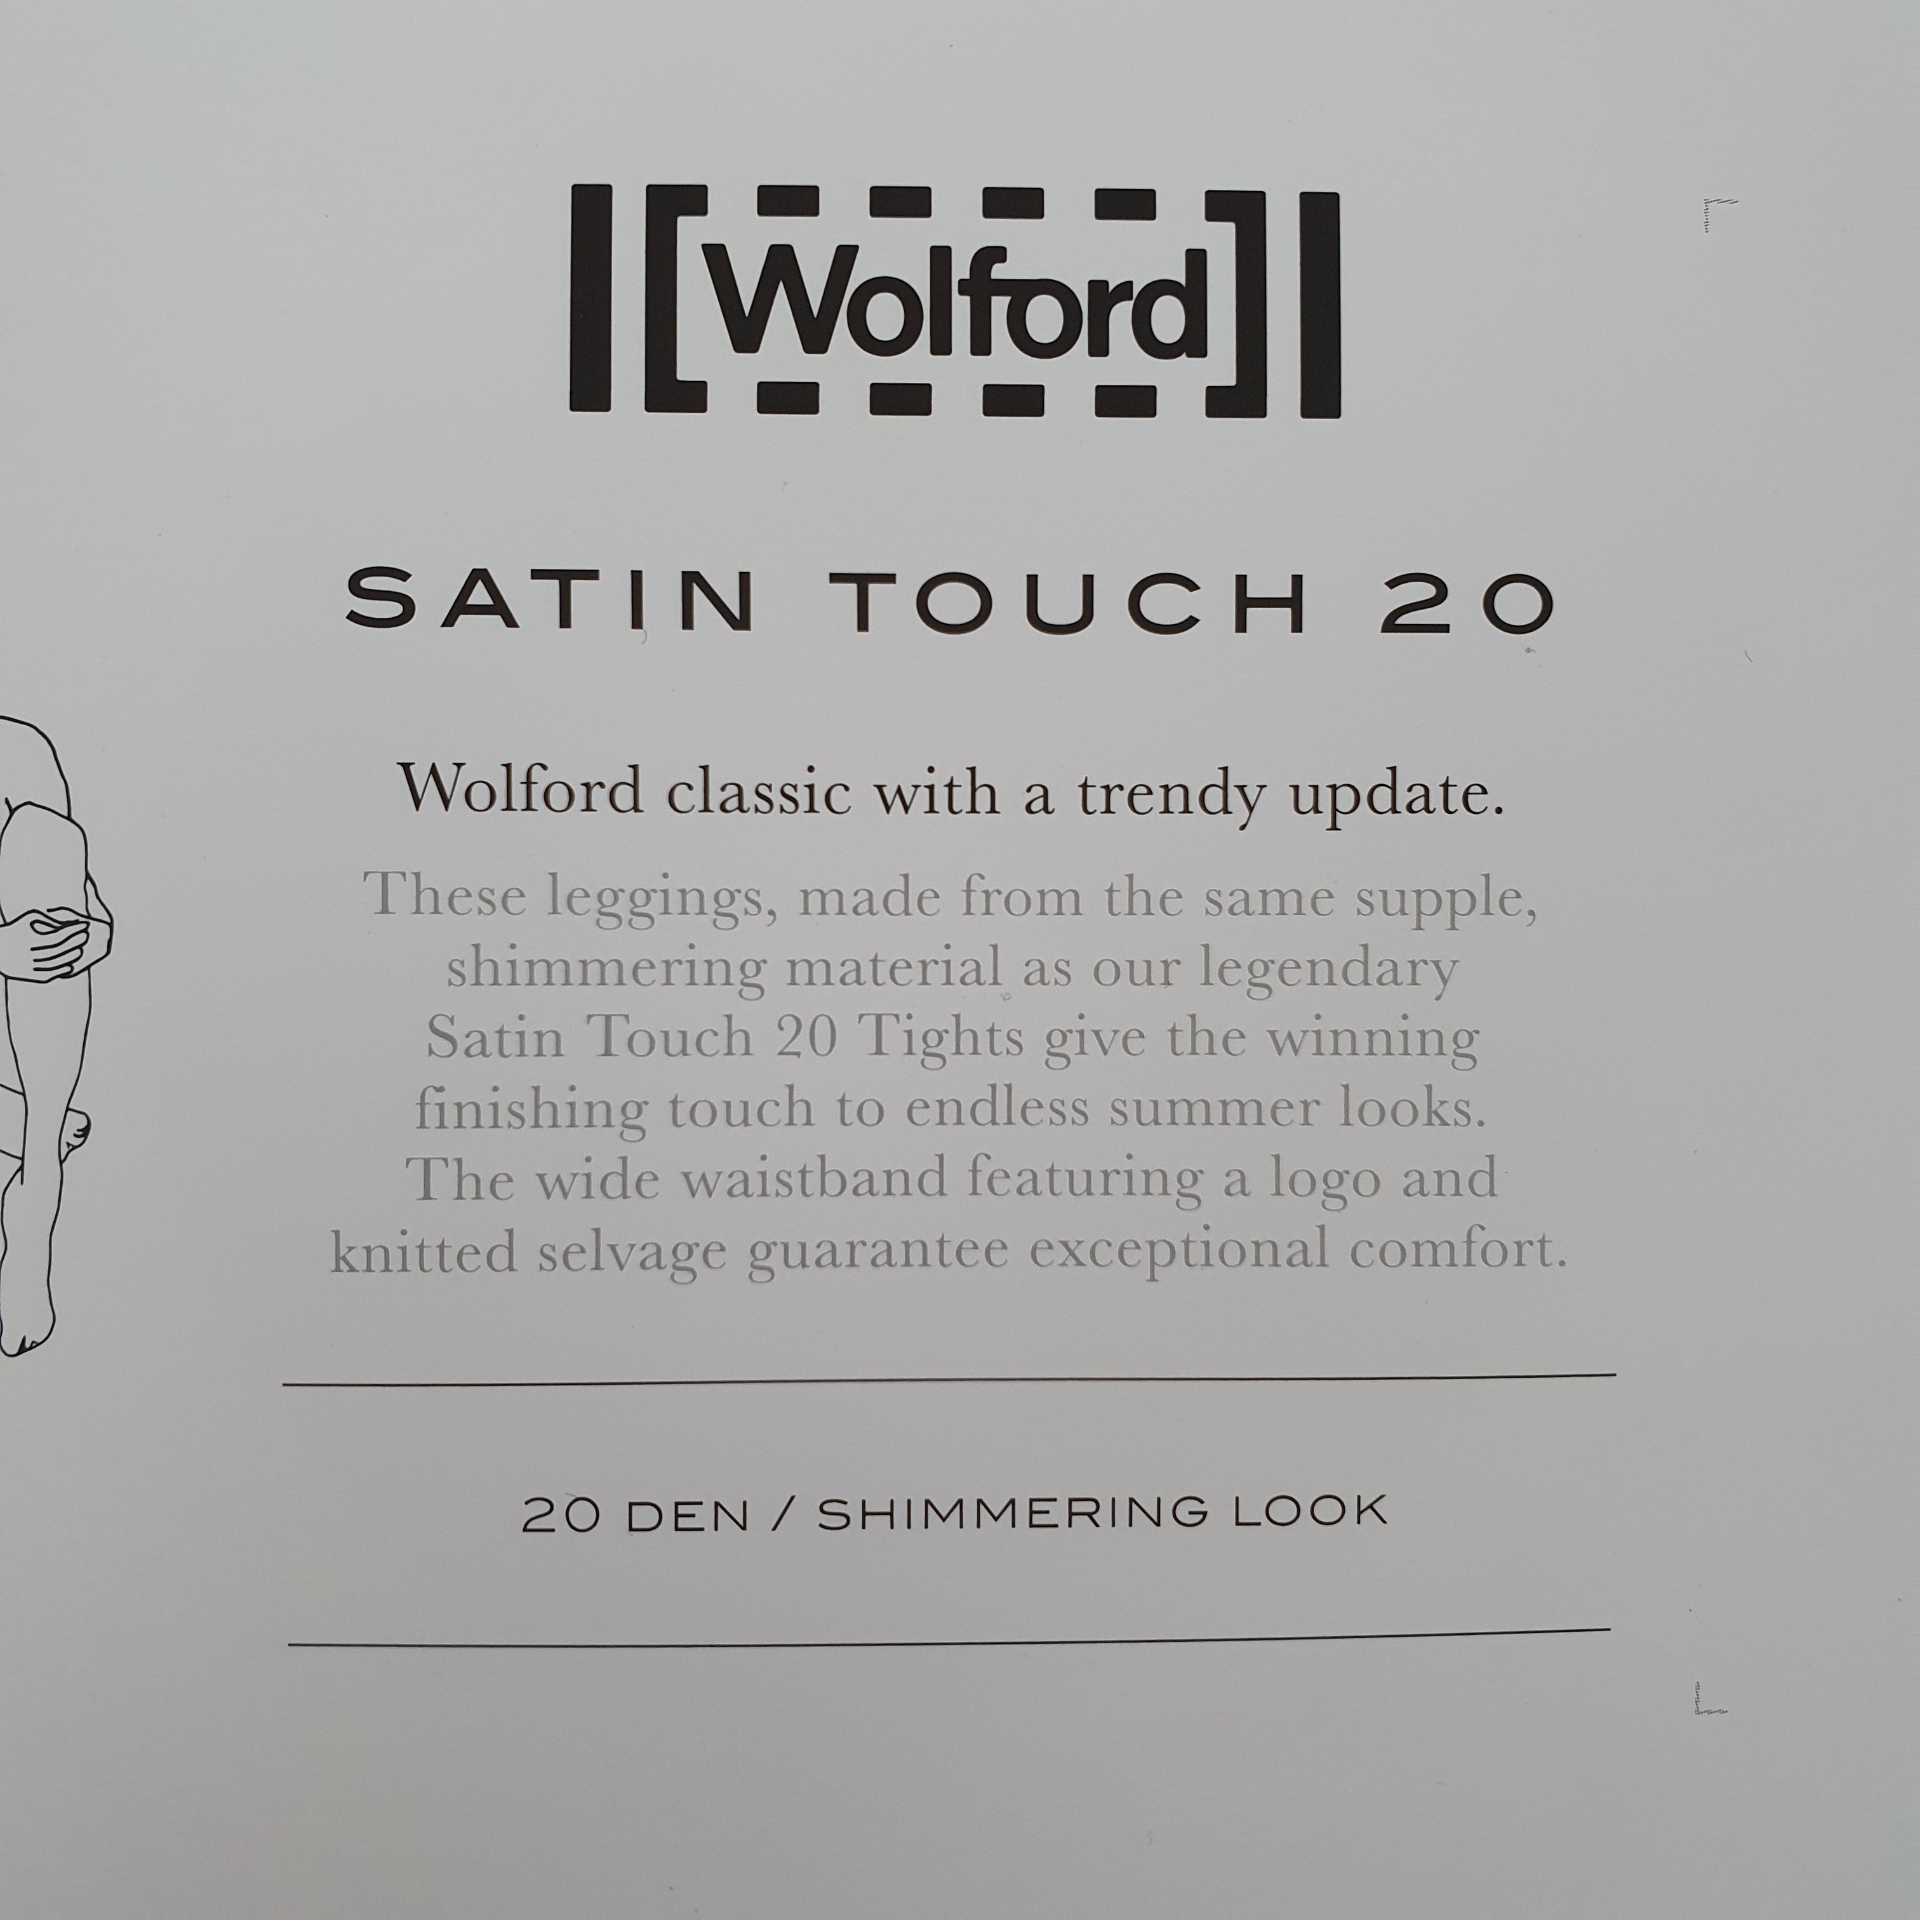 Wolford
SATIN TOUCH 20
Wolford classic with a trendy update.
These leggings, made from the same supple,
shimmering material as our legendary
Satin Touch 20 Tights give the winning
finishing touch to endless summer looks.
The wide waistband featuring a logo and
knitted selvage guarantee exceptional comfort.
20 DEN / SHIMMERING LOOK